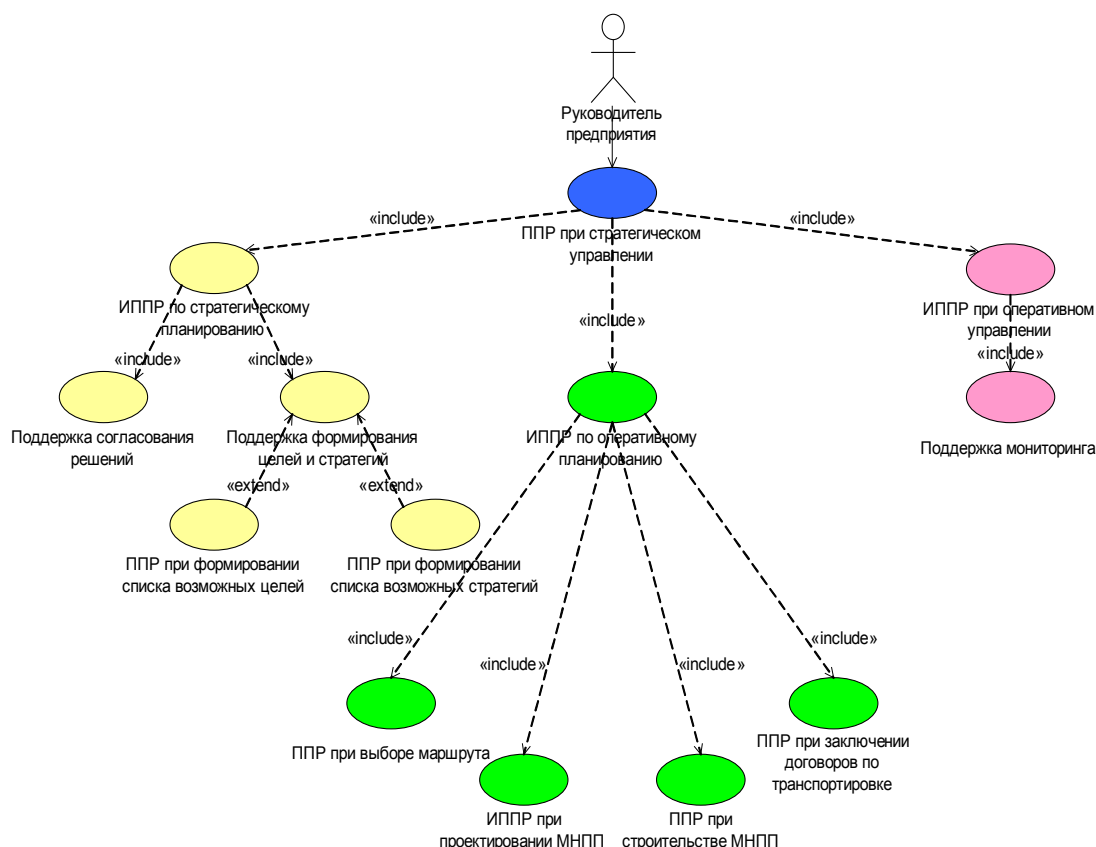 Руководитель
предприятия
«include»
«include»
ППР при стратегическом
управлении
ИППР по стратегическому
планированию
ИППР при оперативном
управлении
«include»
«include»
«include»
«include»
Поддержка согласования
решений
Поддержка формирования
целей и стратегий
ИППР по оперативному
планированию
Поддержка мониторинга
«extend»
«extend»
ППР при формировании
списка возможных целей
ППР при формировании
списка возможных стратегий
«include»
«include»
«include»
«include»
ППР при выборе маршрута
ППР при заключении
договоров по
транспортировке
ИППР при
проектировании МНПП
ППР при
строительстве МНПП